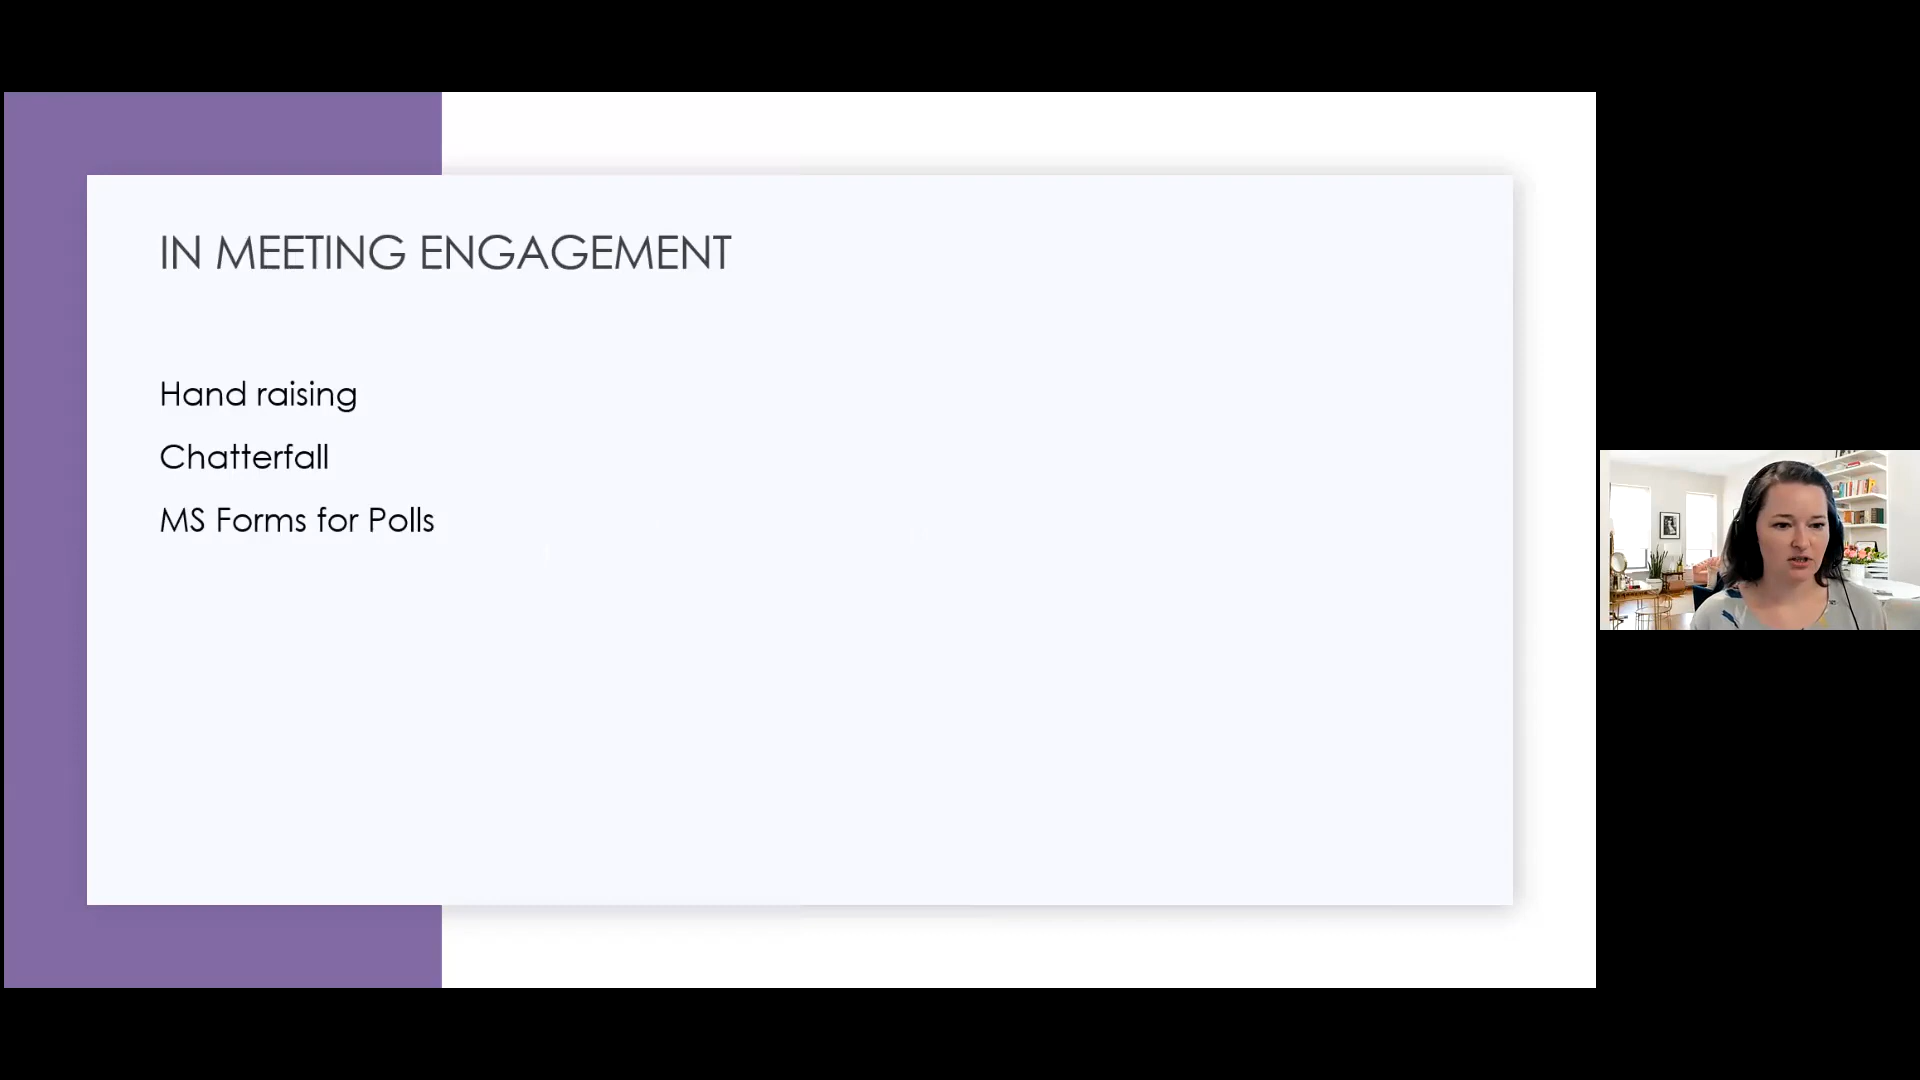 IN MEETING ENGAGEMENT
Hand raising
Chatterfall
MS Forms for Polls